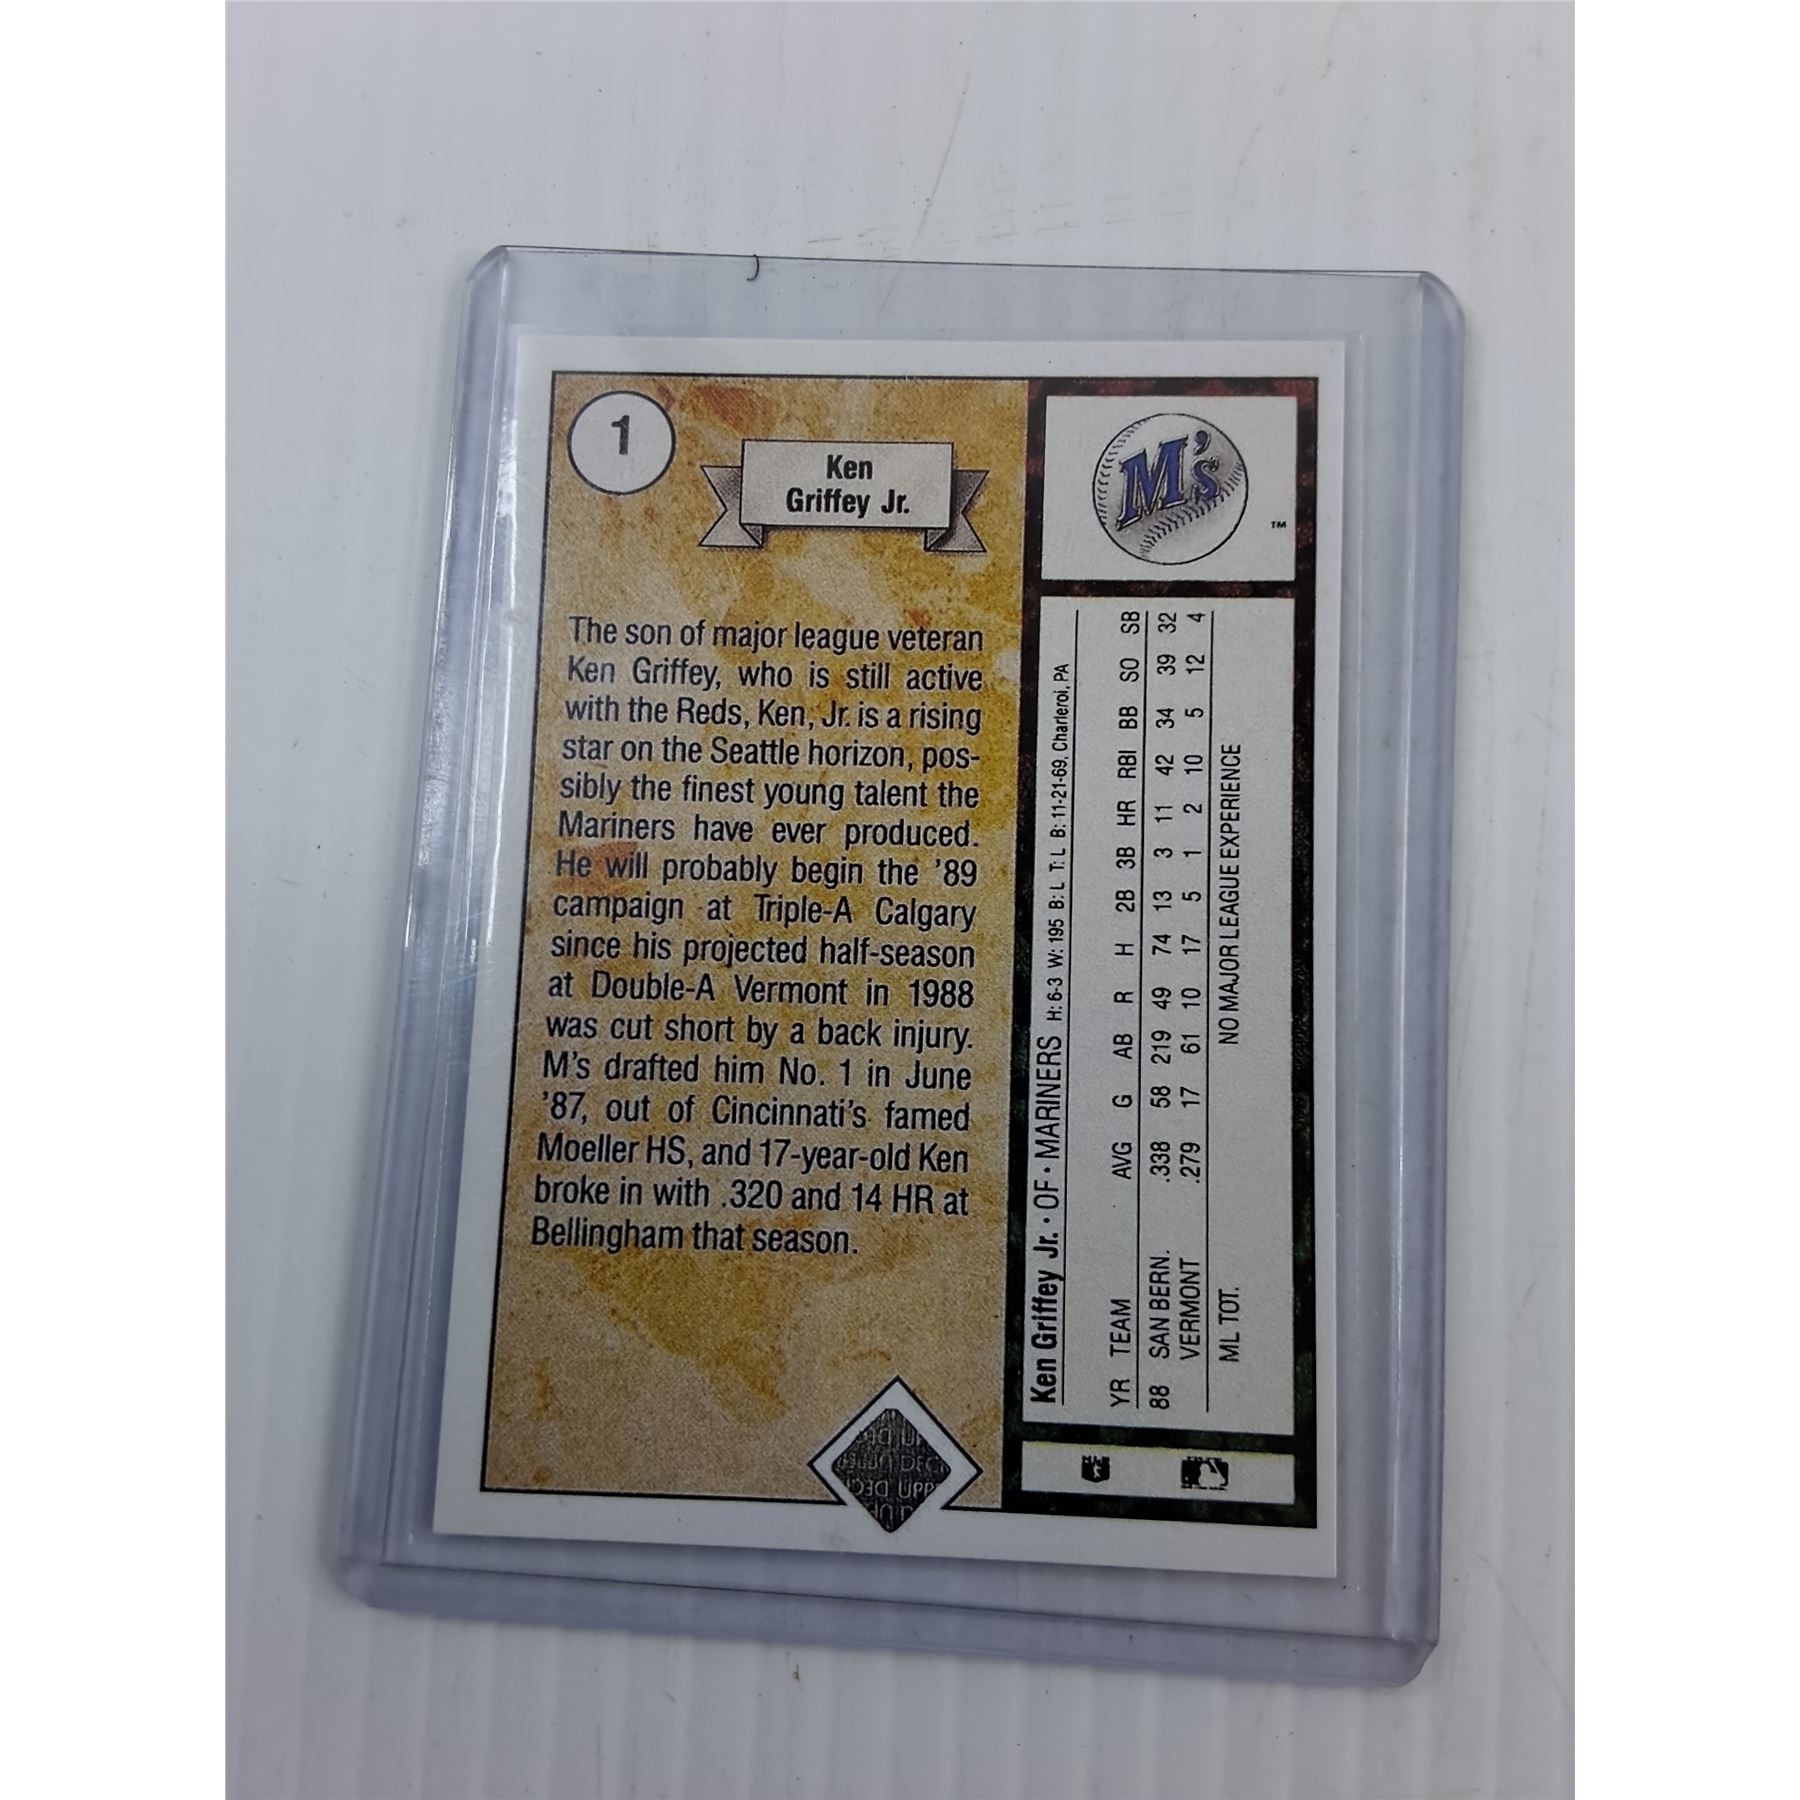 1
Ken
Griffey Jr.
The son of major league veteran
Ken Griffey, who is still active
with the Reds, Ken, Jr. is a rising
star on the Seattle horizon, pos-
sibly the finest young talent the
Mariners have ever produced.
He will probably begin the '89
campaign at Triple-A Calgary
since his projected half-season
at Double-A Vermont in 1988
was cut short by a back injury.
M's drafted him No. 1 in June
'87, out of Cincinnati's famed
Moeller HS, and 17-year-old Ken
broke in with .320 and 14 HR at
Bellingham that season.
M's
TM
Ken Griffey Jr. • OF • MARINERS H: 6-3 W: 195 B: L T: L B: 11-21-69, Charleroi, PA
YR TEAM AVG G AB R H 2B 3B HR RBI BB SO SB
88 SAN BERN. .338 58 219 49 74 13 3 11 42 34 39 32
VERMONT .279 17 61 10 17 5 1 2 10 5 12 4
ML TOT. NO MAJOR LEAGUE EXPERIENCE